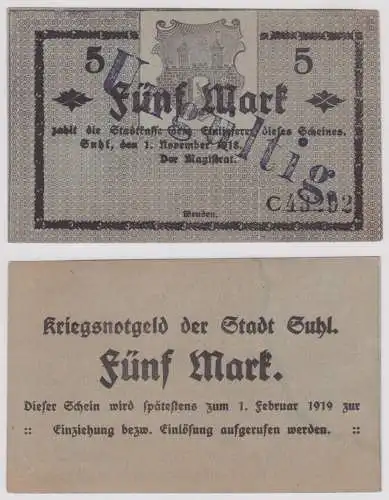 5 5
Fünf Mark
zahlt die Stadtkasse dem Einlieferer dieses Scheines.
Suhl, den 1. November 1918.
Der Magistrat.
Ungültig.
C 43202
Wenden.
Kriegsnotgeld der Stadt Suhl.
Fünf Mark.
Dieser Schein wird spätestens zum 1. Februar 1919 zur
:: Einziehung bezw. Einlösung aufgerufen werden. ::